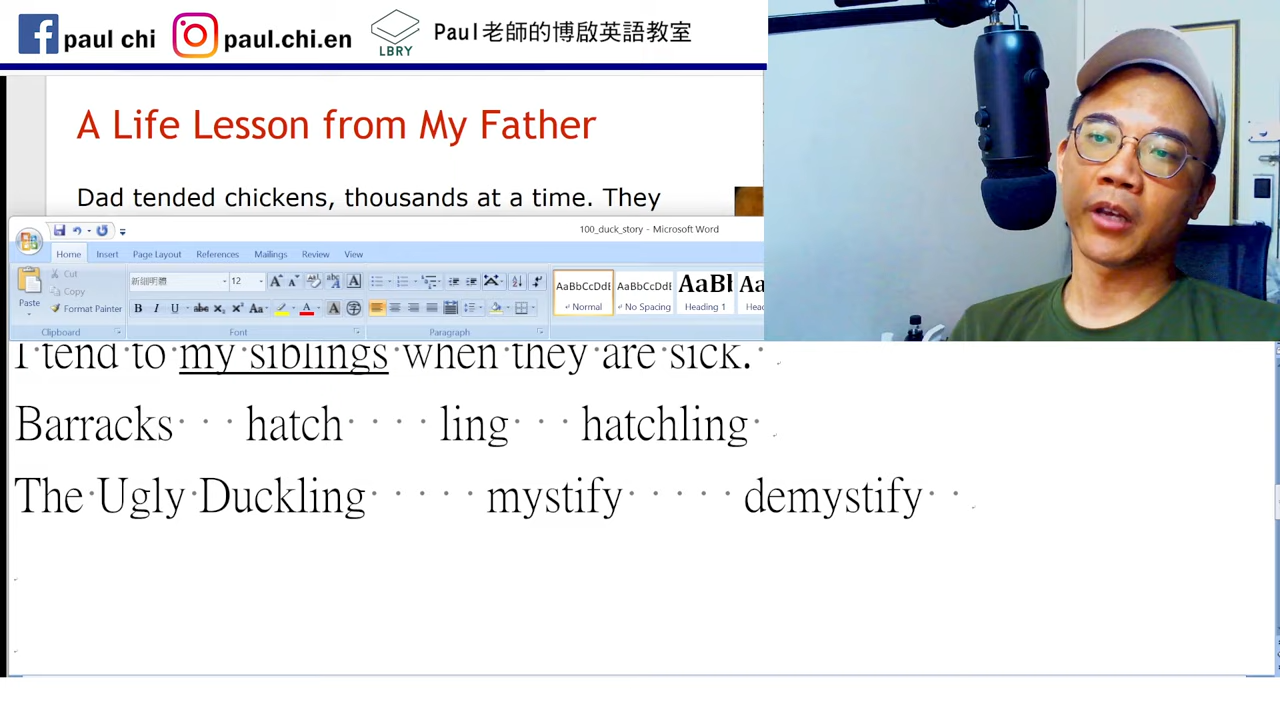 paul chi paul.chi.en LBRY Paul老師的博啟英語教室
A Life Lesson from My Father
Dad tended chickens, thousands at a time. They
100_duck_story - Microsoft Word
Home Insert Page Layout References Mailings Review View
Paste Cut Copy Format Painter
新細明體 12
AaBbCcDdE AaBbCcDdE AaBbC
Normal No Spacing Heading 1
Clipboard Font Paragraph
I tend to my siblings when they are sick.
Barracks hatch ling hatchling
The Ugly Duckling mystify demystify